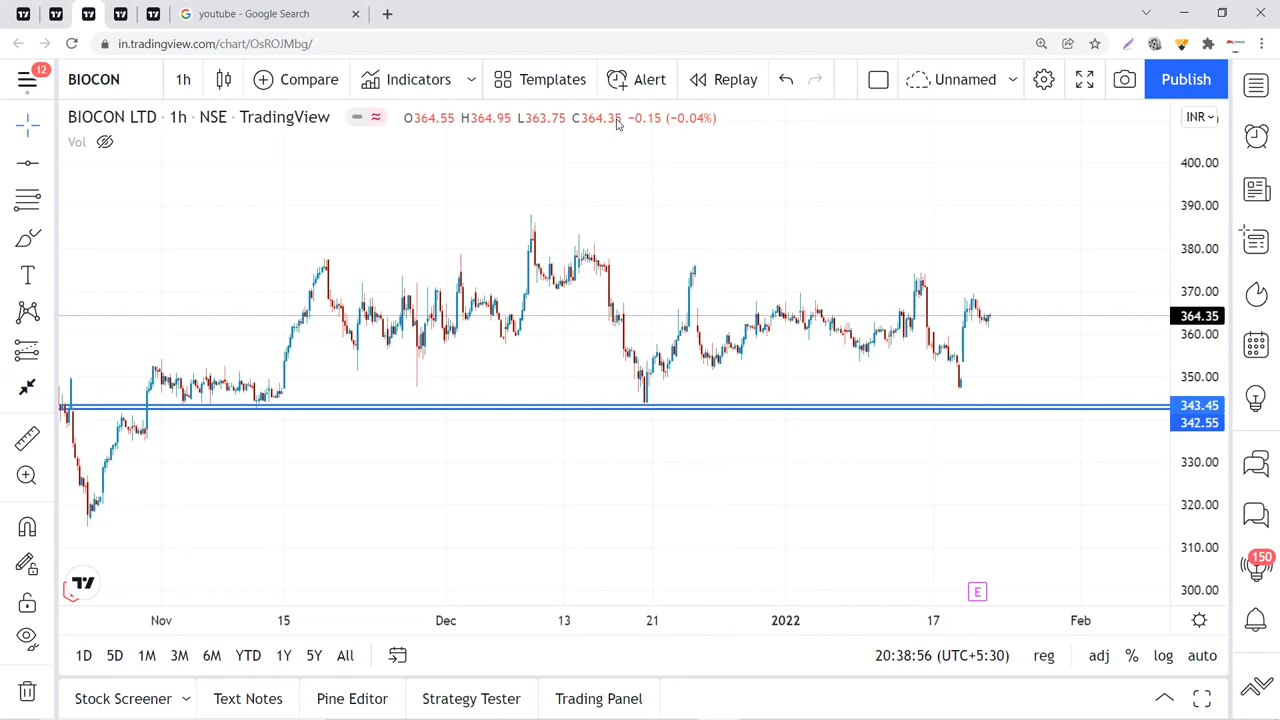 youtube - Google Search
in.tradingview.com/chart/OsROJMbg/
12
BIOCON 1h Compare Indicators Templates Alert Replay Unnamed Publish
BIOCON LTD · 1h · NSE · TradingView O364.55 H364.95 L363.75 C364.35 −0.15 (−0.04%) INR
Vol
400.00
390.00
380.00
370.00
364.35
360.00
350.00
343.45
342.55
330.00
320.00
310.00
300.00
150
E
Nov 15 Dec 13 21 2022 17 Feb
1D 5D 1M 3M 6M YTD 1Y 5Y All 20:38:56 (UTC+5:30) reg adj % log auto
Stock Screener Text Notes Pine Editor Strategy Tester Trading Panel